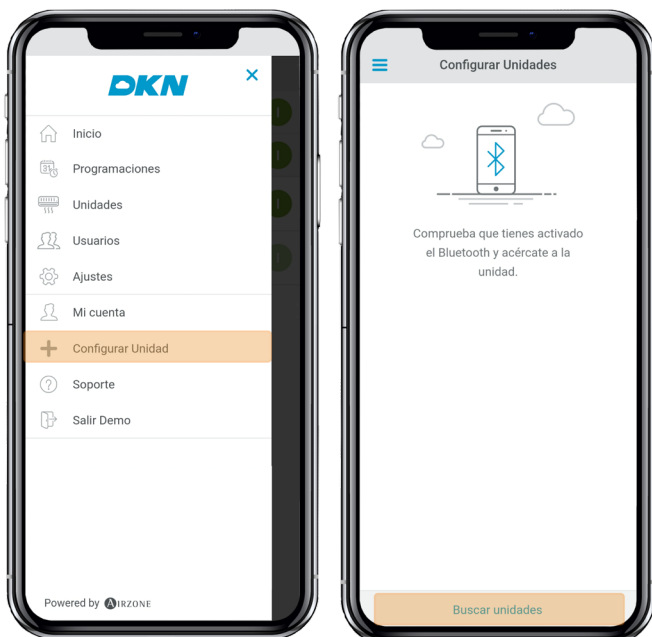 DKN
Inicio
Programaciones
31
Unidades
Usuarios
Ajustes
Mi cuenta
Configurar Unidad
Soporte
Salir Demo
Powered by AIRZONE
Configurar Unidades
Comprueba que tienes activado
el Bluetooth y acércate a la
unidad.
Buscar unidades